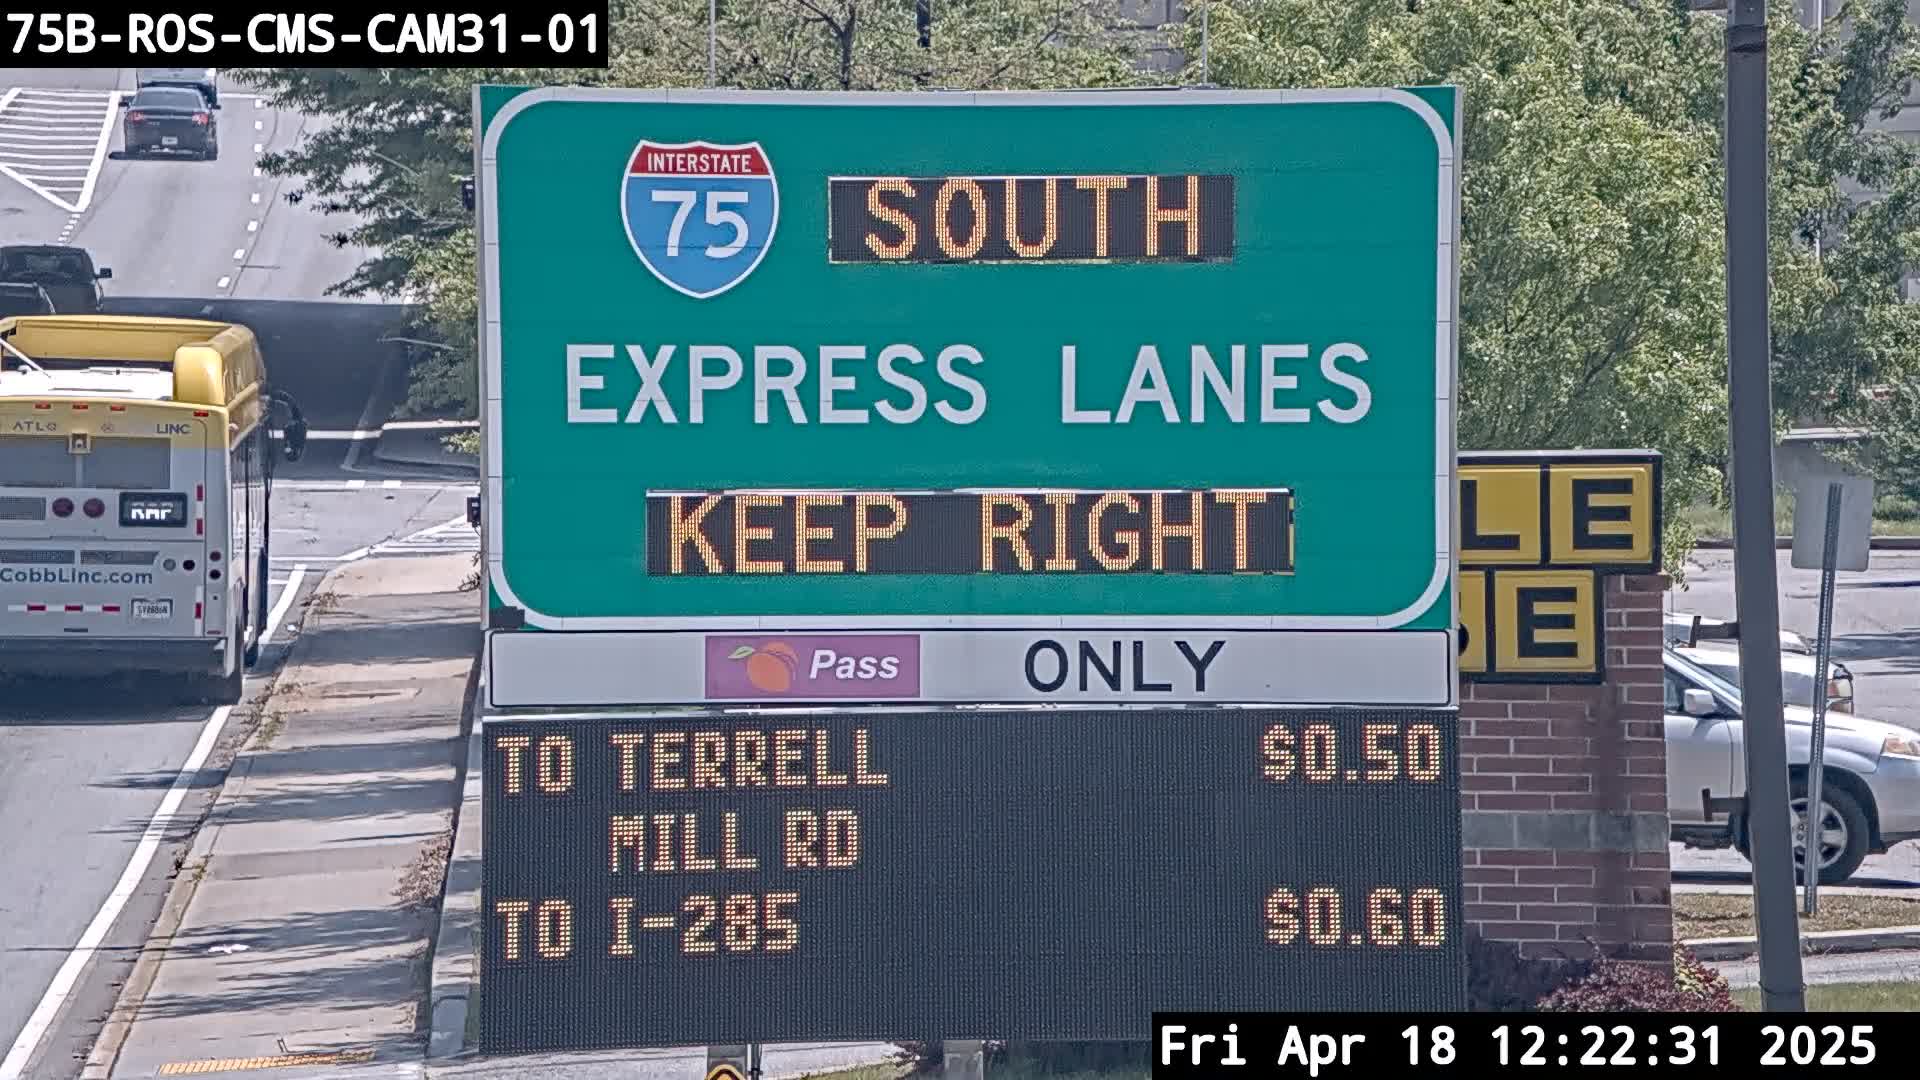 75B-ROS-CMS-CAM31-01
INTERSTATE
75
SOUTH
EXPRESS LANES
KEEP RIGHT
Pass ONLY
TO TERRELL $0.50
MILL RD
TO I-285 $0.60
ATL
LINC
CobbLinc.com
LE
E
Fri Apr 18 12:22:31 2025